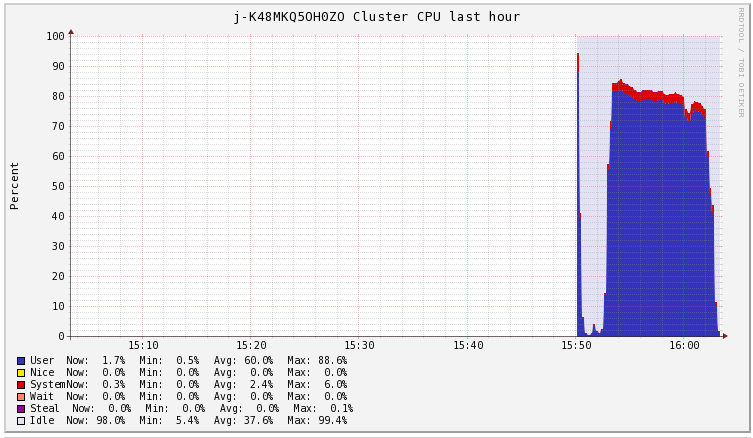 j-K48MKQ5OH0ZO Cluster CPU last hour
RRDTOOL / TOBI OETIKER
Percent
100
90
80
70
60
50
40
30
20
10
0
15:10 15:20 15:30 15:40 15:50 16:00
User Now: 1.7% Min: 0.5% Avg: 60.0% Max: 88.6%
Nice Now: 0.0% Min: 0.0% Avg: 0.0% Max: 0.0%
SystemNow: 0.3% Min: 0.0% Avg: 2.4% Max: 6.0%
Wait Now: 0.0% Min: 0.0% Avg: 0.0% Max: 0.0%
Steal Now: 0.0% Min: 0.0% Avg: 0.0% Max: 0.1%
Idle Now: 98.0% Min: 5.4% Avg: 37.6% Max: 99.4%